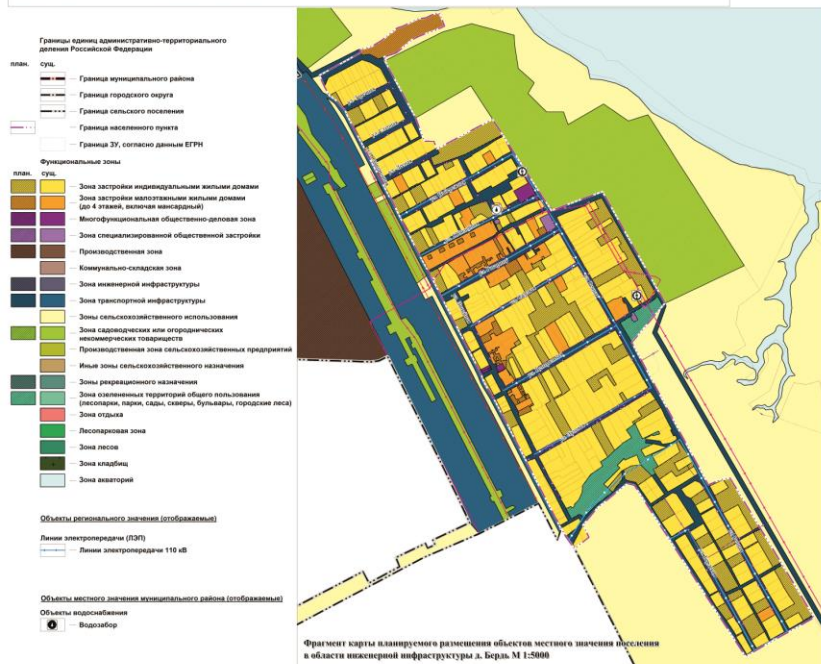 Границы единиц административно-территориального
деления Российской Федерации
план. сущ.
Граница муниципального района
Граница городского округа
Граница сельского поселения
Граница населенного пункта
Граница ЗУ, согласно данным ЕГРН
Функциональные зоны
план. сущ.
Зона застройки индивидуальными жилыми домами
Зона застройки малоэтажными жилыми домами
(до 4 этажей, включая мансардный)
Многофункциональная общественно-деловая зона
Зона специализированной общественной застройки
Производственная зона
Коммунально-складская зона
Зона инженерной инфраструктуры
Зона транспортной инфраструктуры
Зоны сельскохозяйственного использования
Зона садоводческих или огороднических
некоммерческих товариществ
Производственная зона сельскохозяйственных предприятий
Иные зоны сельскохозяйственного назначения
Зоны рекреационного назначения
Зона озелененных территорий общего пользования
(лесопарки, парки, сады, скверы, бульвары, городские леса)
Зона отдыха
Лесопарковая зона
Зона лесов
Зона кладбищ
Зона акваторий
Объекты регионального значения (отображаемые)
Линии электропередачи (ЛЭП)
Линии электропередачи 110 кВ
Объекты местного значения муниципального района (отображаемые)
Объекты водоснабжения
Водозабор
Фрагмент карты планируемого размещения объектов местного значения поселения
в области инженерной инфраструктуры д. Бердь М 1:5000